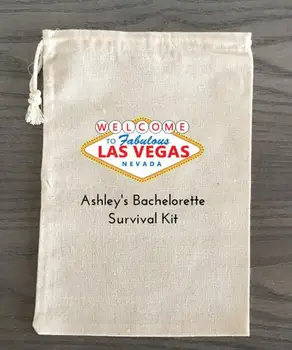 WELCOME
TO Fabulous
LAS VEGAS
NEVADA
Ashley's Bachelorette
Survival Kit